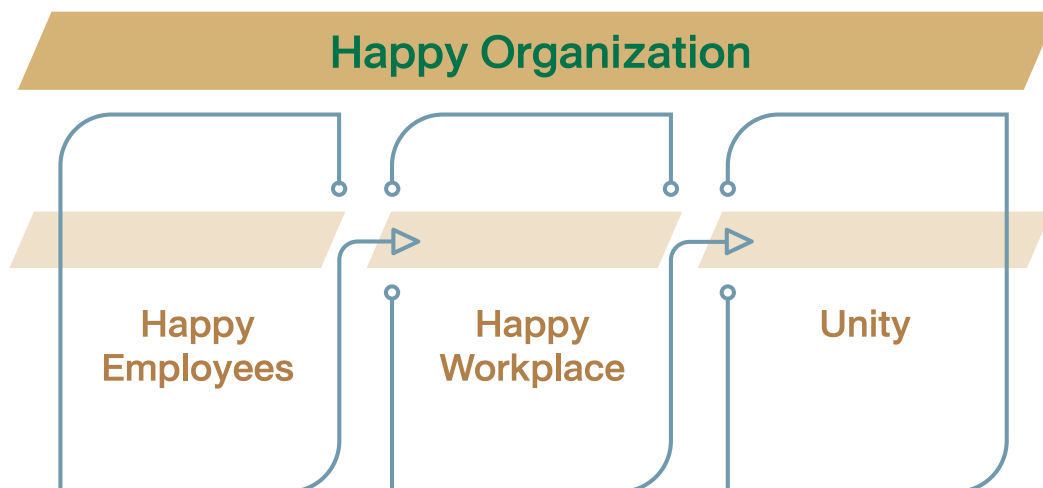 Happy Organization
Happy
Employees
Happy
Workplace
Unity